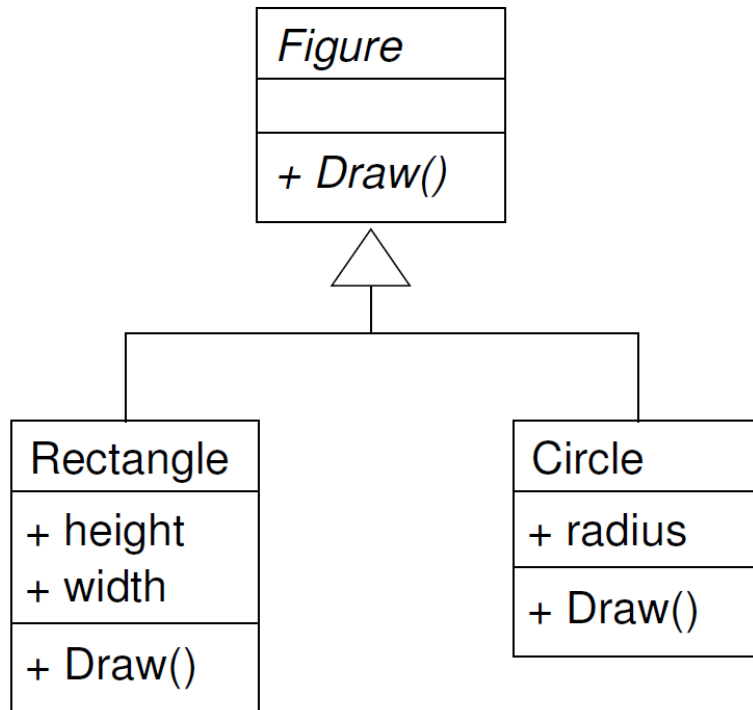 Figure
+ Draw()
Rectangle
+ height
+ width
+ Draw()
Circle
+ radius
+ Draw()